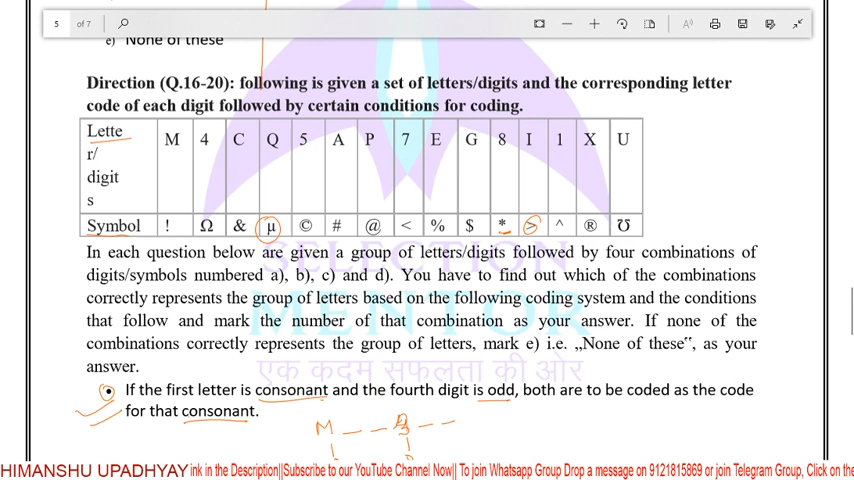 5 of 7
e) None of these
Direction (Q.16-20): following is given a set of letters/digits and the corresponding letter
code of each digit followed by certain conditions for coding.
Lette M 4 C Q 5 A P 7 E G 8 I 1 X U
r/
digit
s
Symbol ! Ω & µ © # @ < % $ * > ^ ® ℧
In each question below are given a group of letters/digits followed by four combinations of
digits/symbols numbered a), b), c) and d). You have to find out which of the combinations
correctly represents the group of letters based on the following coding system and the conditions
that follow and mark the number of that combination as your answer. If none of the
combinations correctly represents the group of letters, mark e) i.e. „None of these‟, as your
answer.
SELECTION
MENTOR
एक कदम सफलता की ओर
• If the first letter is consonant and the fourth digit is odd, both are to be coded as the code
for that consonant.
M
HIMANSHU UPADHYAY ink in the Description||Subscribe to our YouTube Channel Now|| To join Whatsapp Group Drop a message on 9121815869 or join Telegram Group, Click on the